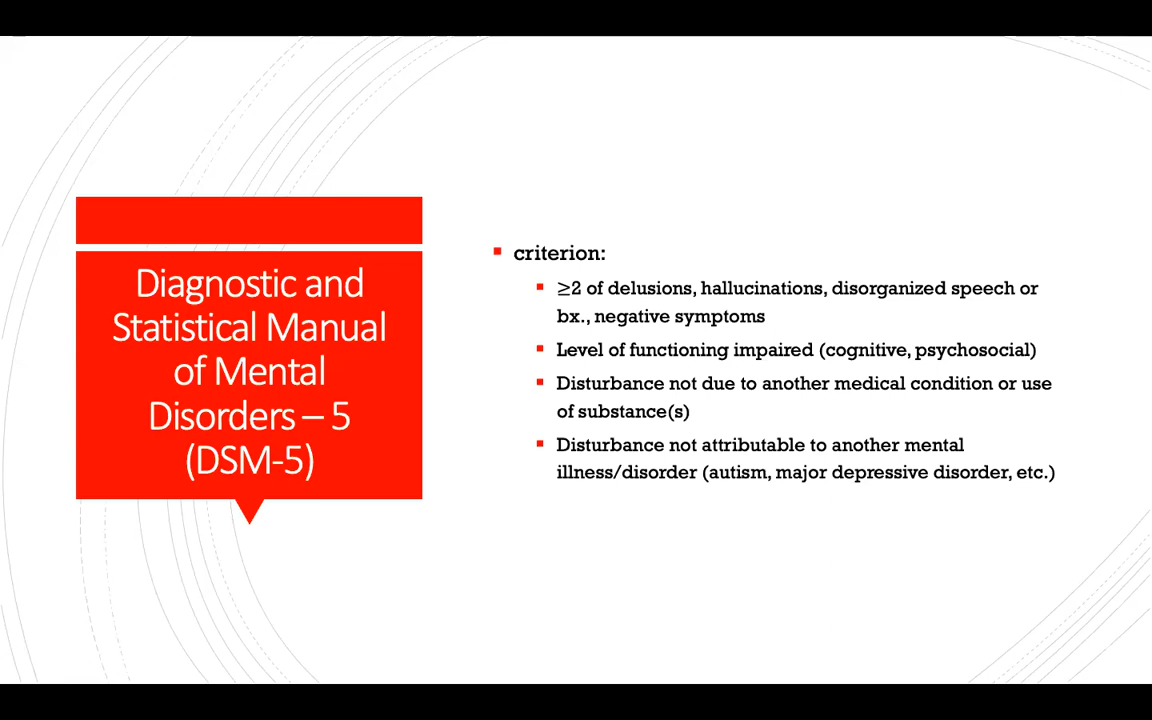 Diagnostic and
Statistical Manual
of Mental
Disorders – 5
(DSM-5)
criterion:
≥2 of delusions, hallucinations, disorganized speech or
bx., negative symptoms
Level of functioning impaired (cognitive, psychosocial)
Disturbance not due to another medical condition or use
of substance(s)
Disturbance not attributable to another mental
illness/disorder (autism, major depressive disorder, etc.)